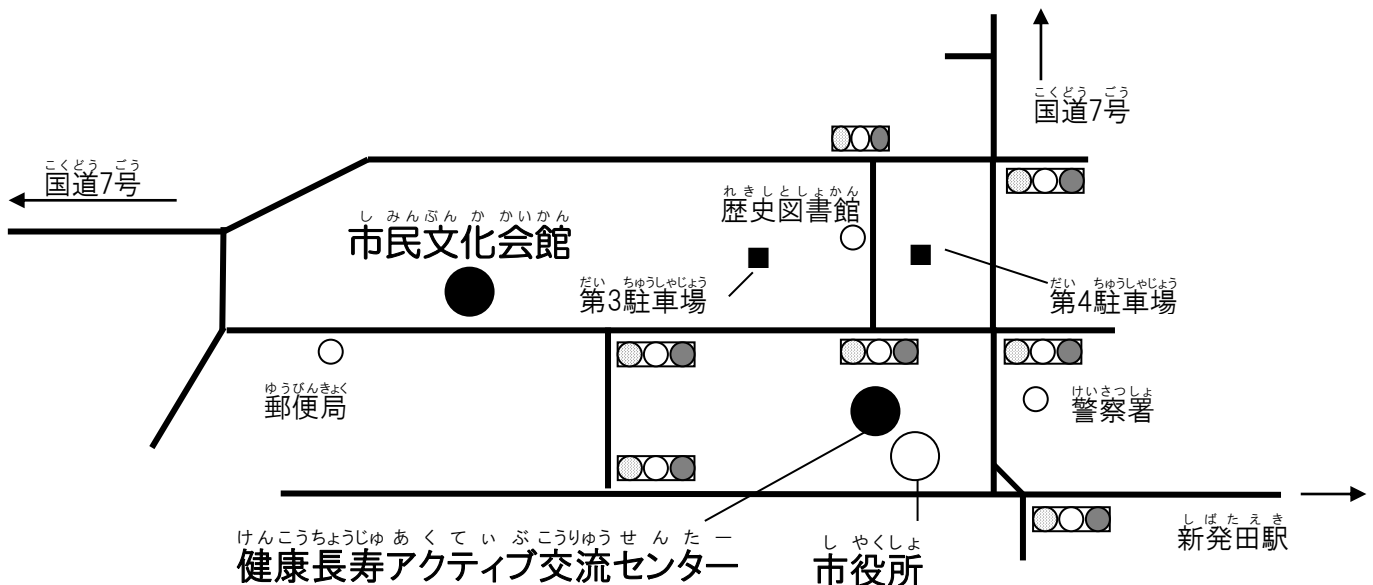 こくどう ごう
国道7号
こくどう ごう
国道7号
し みんぶん か かいかん
市民文化会館
れきしとしょかん
歴史図書館
だい ちゅうしゃじょう
第3駐車場
だい ちゅうしゃじょう
第4駐車場
ゆうびんきょく
郵便局
けいさつしょ
警察署
けんこうちょうじゅ あ く て ぃ ぶ こうりゅう せ ん た ー
健康長寿アクティブ交流センター
し やくしょ
市役所
し ば た え き
新発田駅